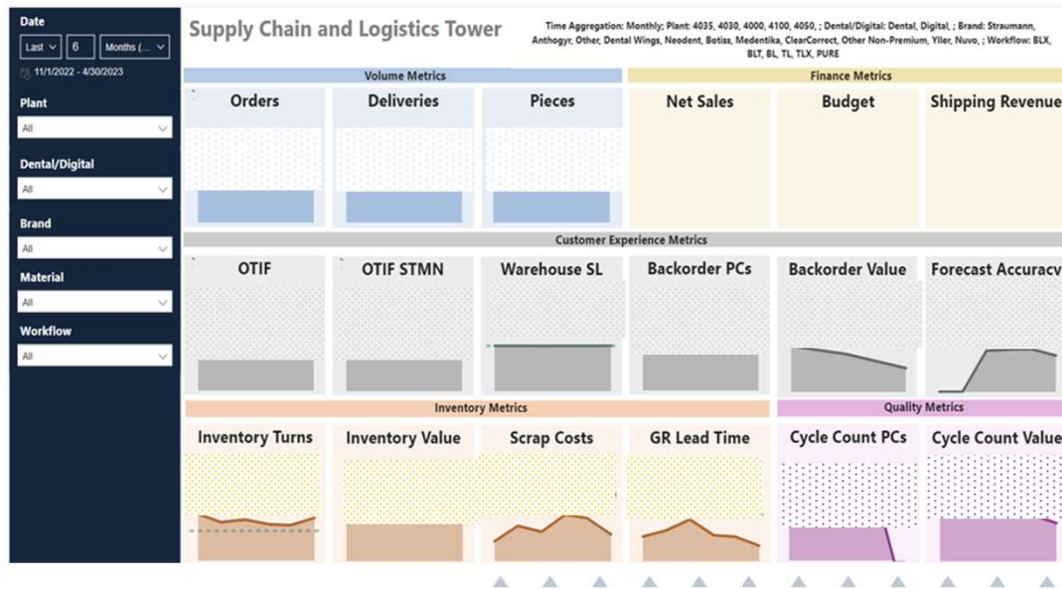 Date
Last 6 Months (...
11/1/2022 - 4/30/2023
Plant
All
Dental/Digital
All
Brand
All
Material
All
Workflow
All
Supply Chain and Logistics Tower
Time Aggregation: Monthly; Plant: 4035, 4030, 4000, 4100, 4050, ; Dental/Digital: Dental, Digital, ; Brand: Straumann,
Anthogyr, Other, Dental Wings, Neodent, Botiss, Medentika, ClearCorrect, Other Non-Premium, Yller, Nuvo, ; Workflow: BLX,
BLT, BL, TL, TLX, PURE
Volume Metrics
Finance Metrics
Orders
Deliveries
Pieces
Net Sales
Budget
Shipping Revenue
Customer Experience Metrics
OTIF
OTIF STMN
Warehouse SL
Backorder PCs
Backorder Value
Forecast Accuracy
Inventory Metrics
Quality Metrics
Inventory Turns
Inventory Value
Scrap Costs
GR Lead Time
Cycle Count PCs
Cycle Count Value